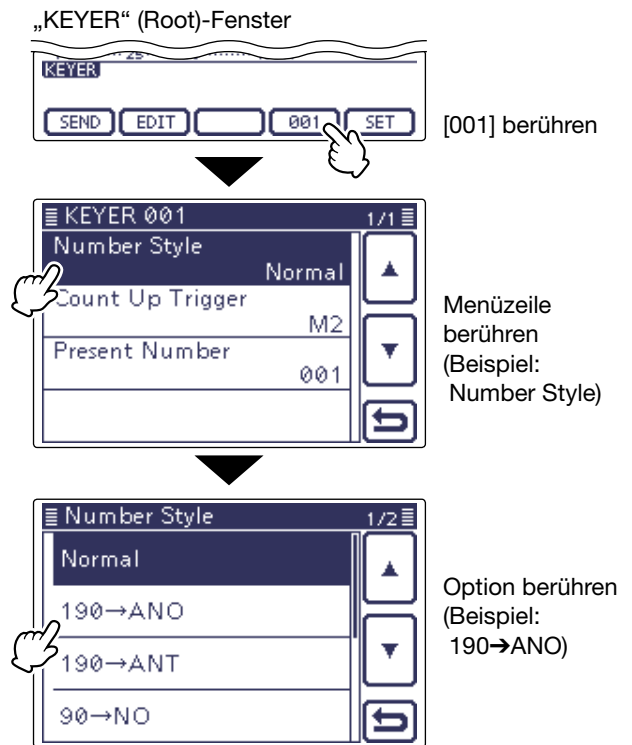 „KEYER“ (Root)-Fenster
KEYER
SEND EDIT 001 SET
[001] berühren
KEYER 001 1/1
Number Style
Normal
Count Up Trigger
M2
Present Number
001
Menüzeile
berühren
(Beispiel:
Number Style)
Number Style 1/2
Normal
190→ANO
190→ANT
90→NO
Option berühren
(Beispiel:
190➔ANO)